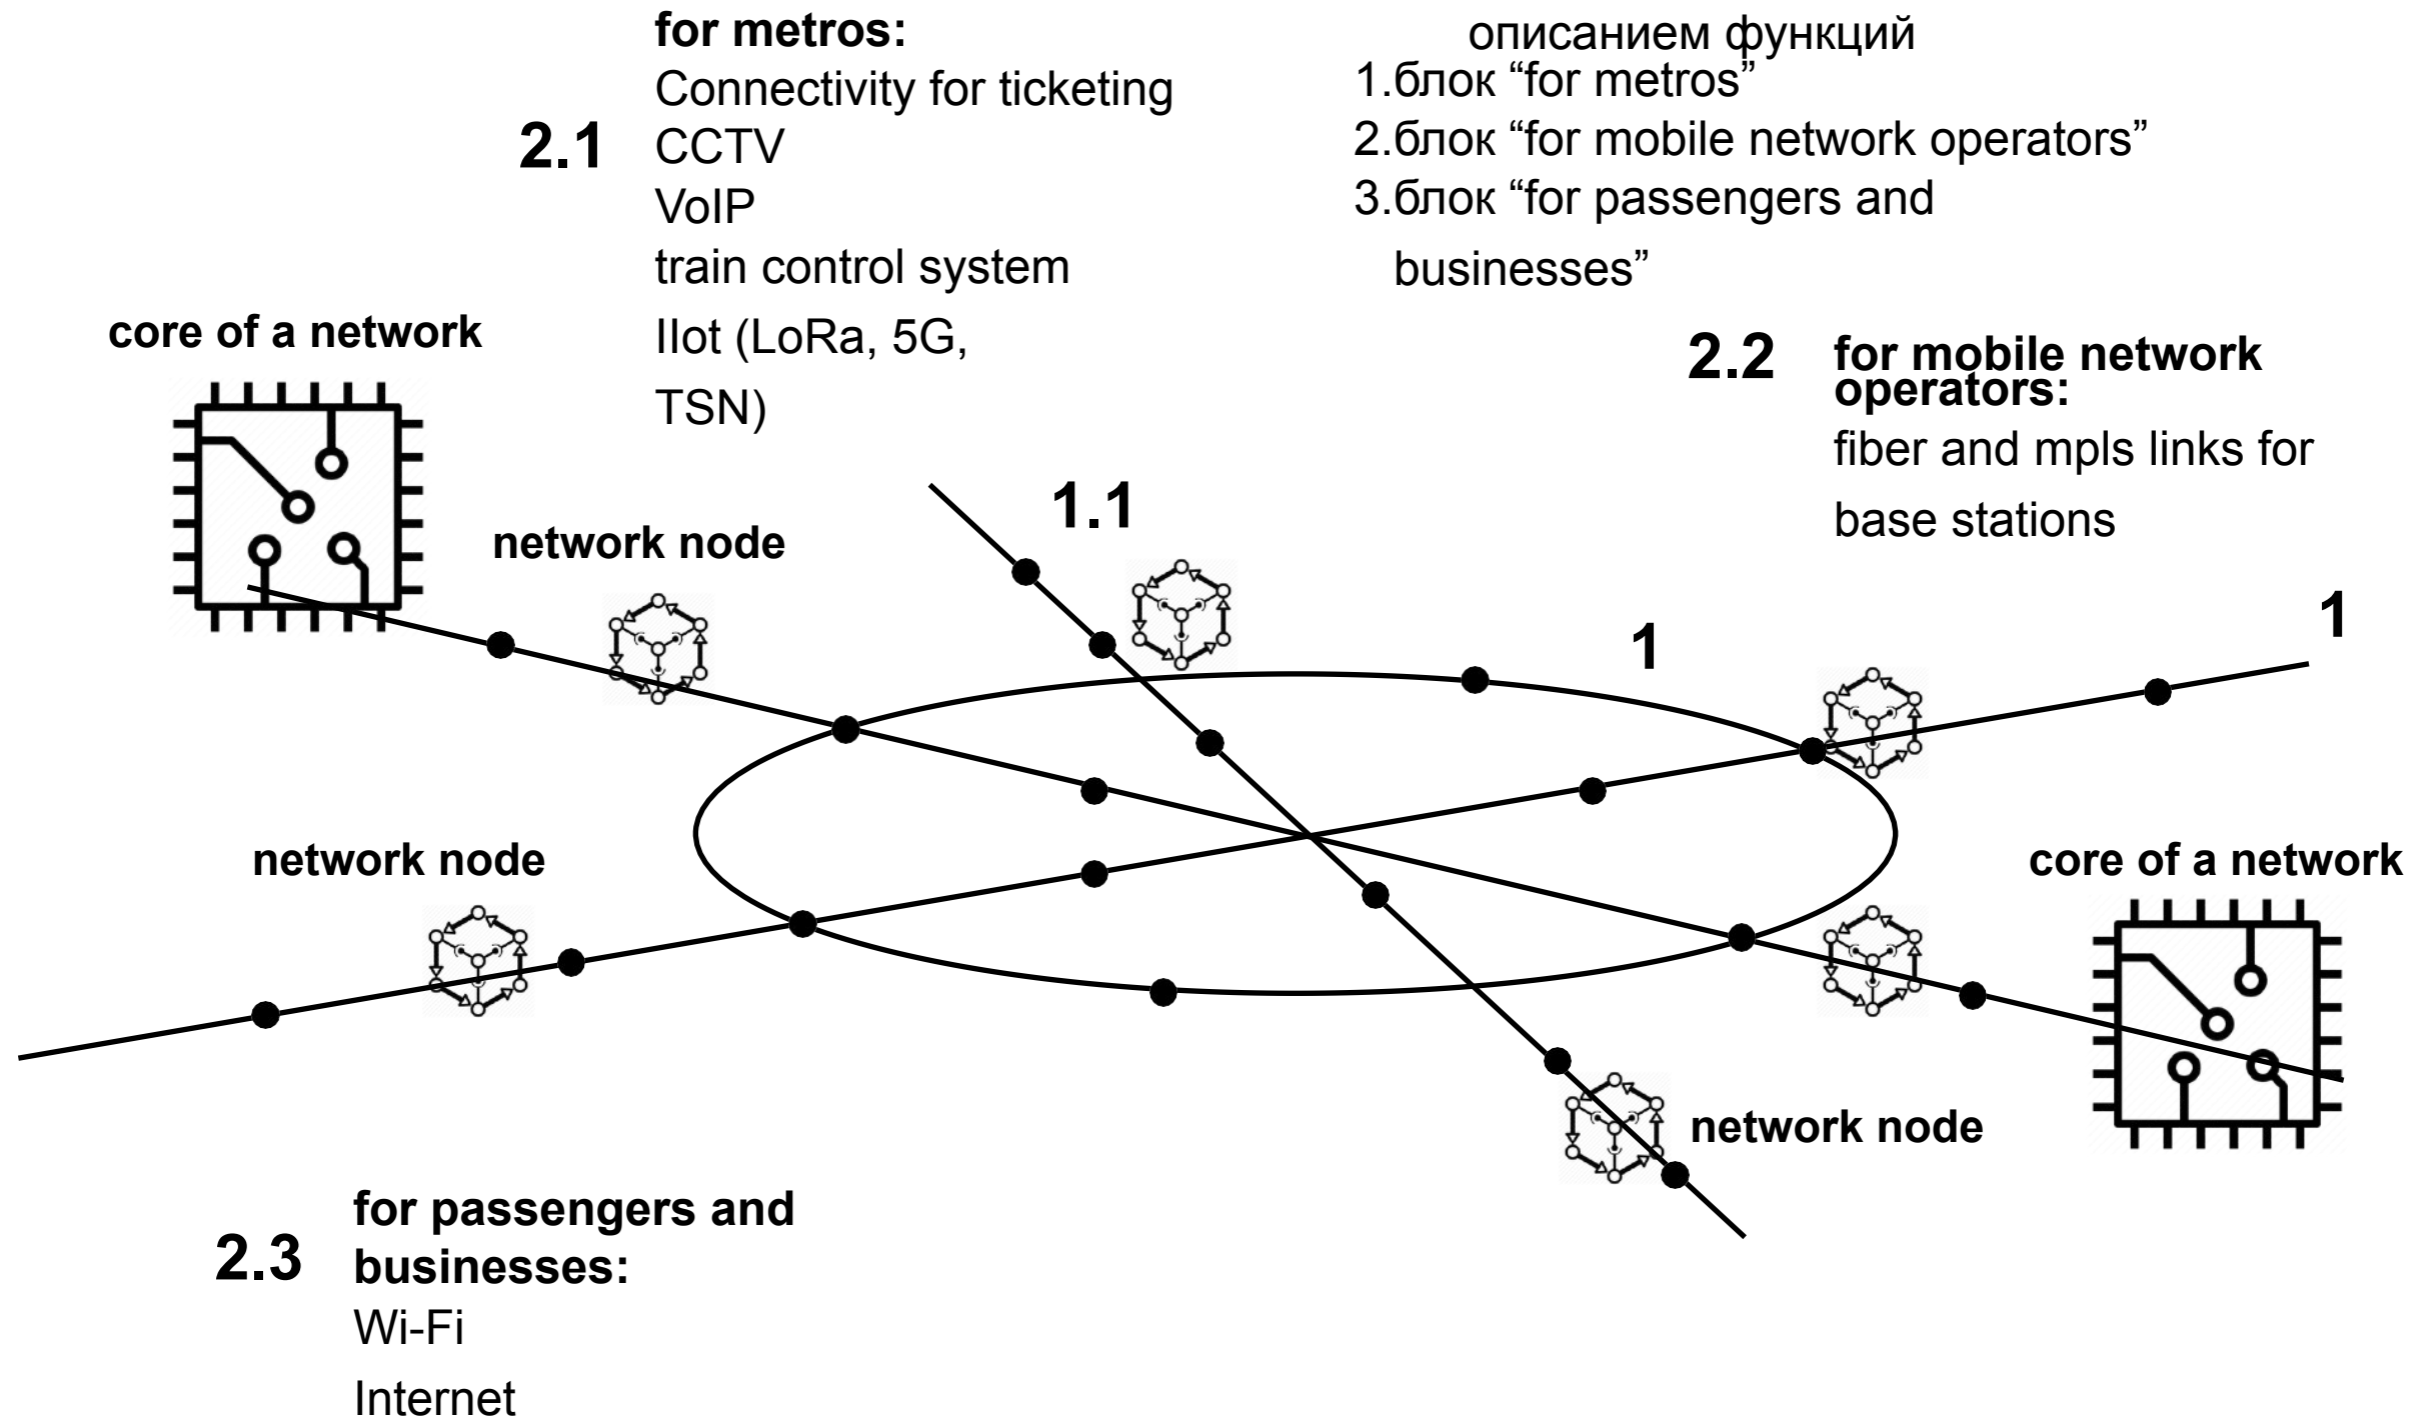 for metros:
Connectivity for ticketing
2.1
CCTV
VoIP
train control system
IIot (LoRa, 5G,
TSN)
описанием функций
1.блок “for metros”
2.блок “for mobile network operators”
3.блок “for passengers and
businesses”
core of a network
2.2
for mobile network
operators:
fiber and mpls links for
base stations
1.1
network node
1
1
network node
core of a network
network node
2.3
for passengers and
businesses:
Wi-Fi
Internet